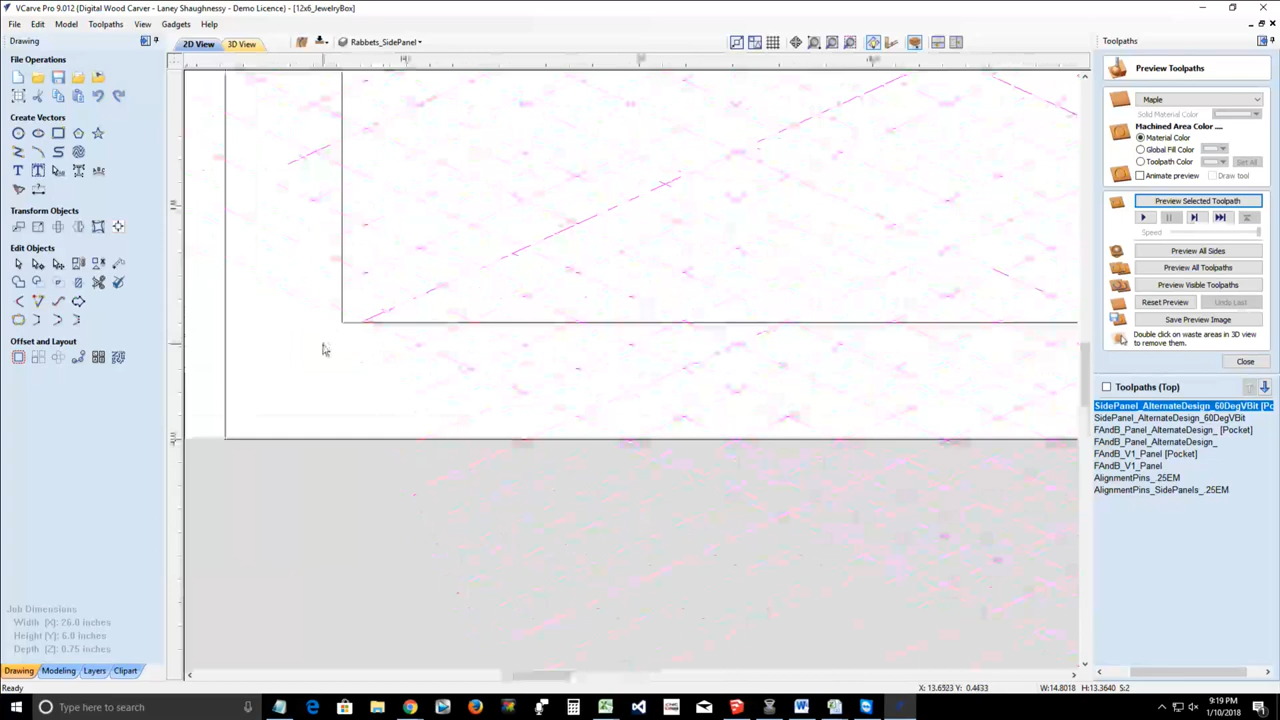 VCarve Pro 9.012 {Digital Wood Carver - Laney Shaughnessy - Demo Licence} - [12x6_JewelryBox]
File Edit Model Toolpaths View Gadgets Help
Drawing
2D View 3D View Rabbets_SidePanel
Toolpaths
File Operations
Create Vectors
Transform Objects
Edit Objects
Offset and Layout
Preview Toolpaths
Maple
Solid Material Color
Machined Area Color ....
Material Color
Global Fill Color
Toolpath Color Set All
Animate preview Draw tool
Preview Selected Toolpath
Speed
Preview All Sides
Preview All Toolpaths
Preview Visible Toolpaths
Reset Preview Undo Last
Save Preview Image
Double click on waste areas in 3D view
to remove them.
Close
Toolpaths (Top)
SidePanel_AlternateDesign_60DegVBit [Po
SidePanel_AlternateDesign_60DegVBit
FAndB_Panel_AlternateDesign_ [Pocket]
FAndB_Panel_AlternateDesign_
FAndB_V1_Panel [Pocket]
FAndB_V1_Panel
AlignmentPins_.25EM
AlignmentPins_SidePanels_.25EM
Job Dimensions
Width (X): 26.0 inches
Height (Y): 6.0 inches
Depth (Z): 0.75 inches
Drawing Modeling Layers Clipart
Ready
X: 13.6923 Y: 0.4433
W:14.8018 H:13.3640 S:2
Type here to search
9:19 PM
1/10/2018